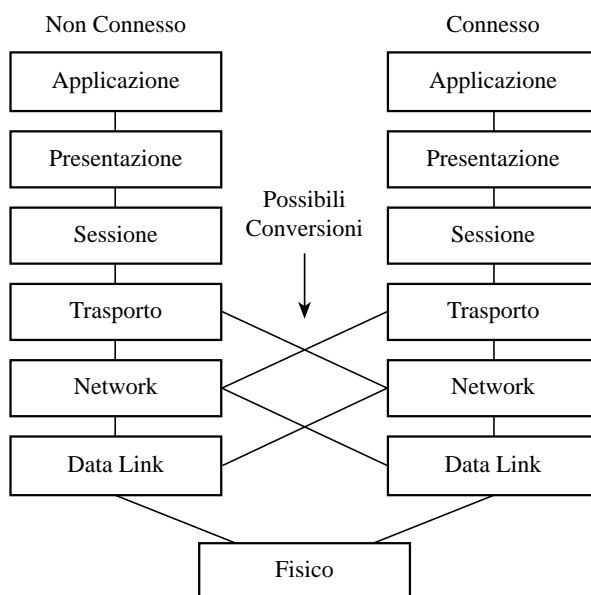 Non Connesso
Connesso
Applicazione
Applicazione
Presentazione
Presentazione
Possibili
Conversioni
Sessione
Sessione
Trasporto
Trasporto
Network
Network
Data Link
Data Link
Fisico